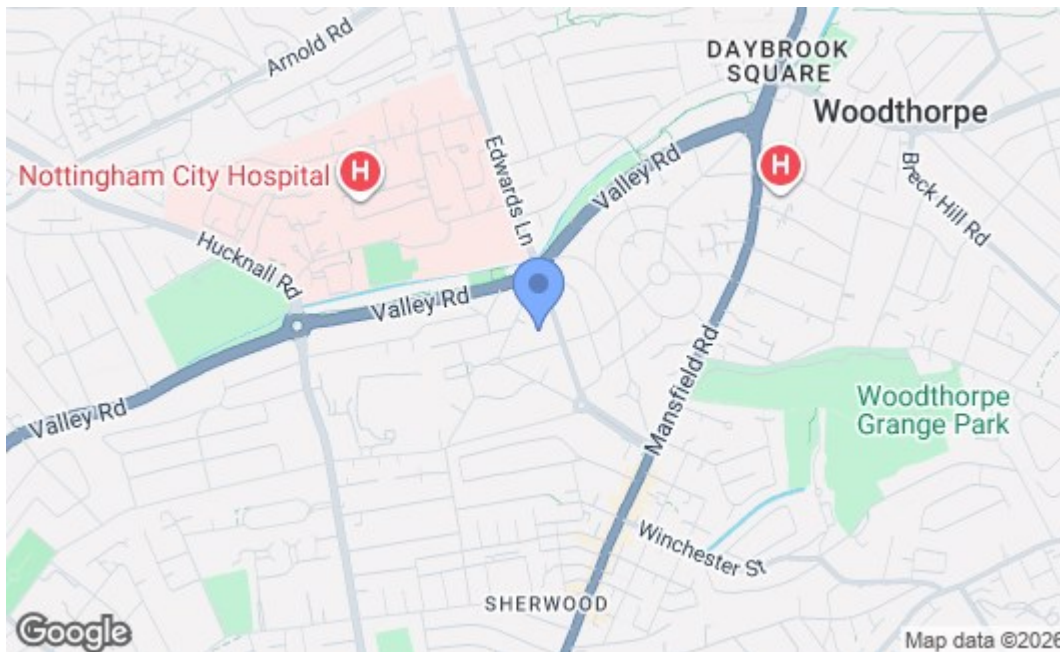 Arnold Rd
DAYBROOK
SQUARE
Woodthorpe
Nottingham City Hospital
H
Edwards Ln
Valley Rd
H
Breck Hill Rd
Hucknall Rd
Valley Rd
Valley Rd
Mansfield Rd
Woodthorpe
Grange Park
Winchester St
SHERWOOD
Google
Map data ©2026